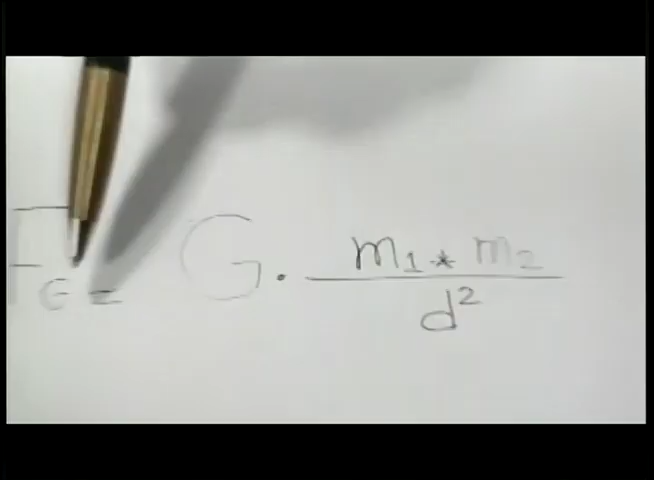 F_G = G · m₁ * m₂
d²